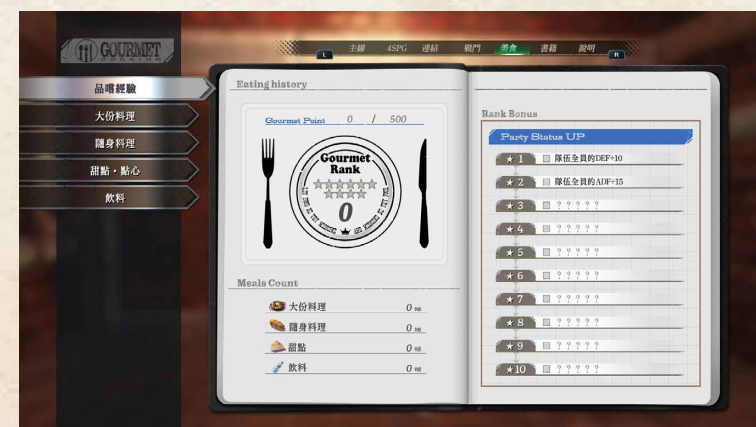 GOURMET
COOKING
L 主線 4SPG 連結 戰鬥 美食 書籍 說明 R
品嚐經驗
大份料理
隨身料理
甜點・點心
飲料
Eating history
Gourmet Point 0 / 500
Gourmet
Rank
0
Meals Count
大份料理 0
隨身料理 0
甜點 0
飲料 0
Rank Bonus
Party Status UP
★1 隊伍全員的DEF+10
★2 隊伍全員的ADF+15
★3 ?????
★4 ?????
★5 ?????
★6 ?????
★7 ?????
★8 ?????
★9 ?????
★10 ?????